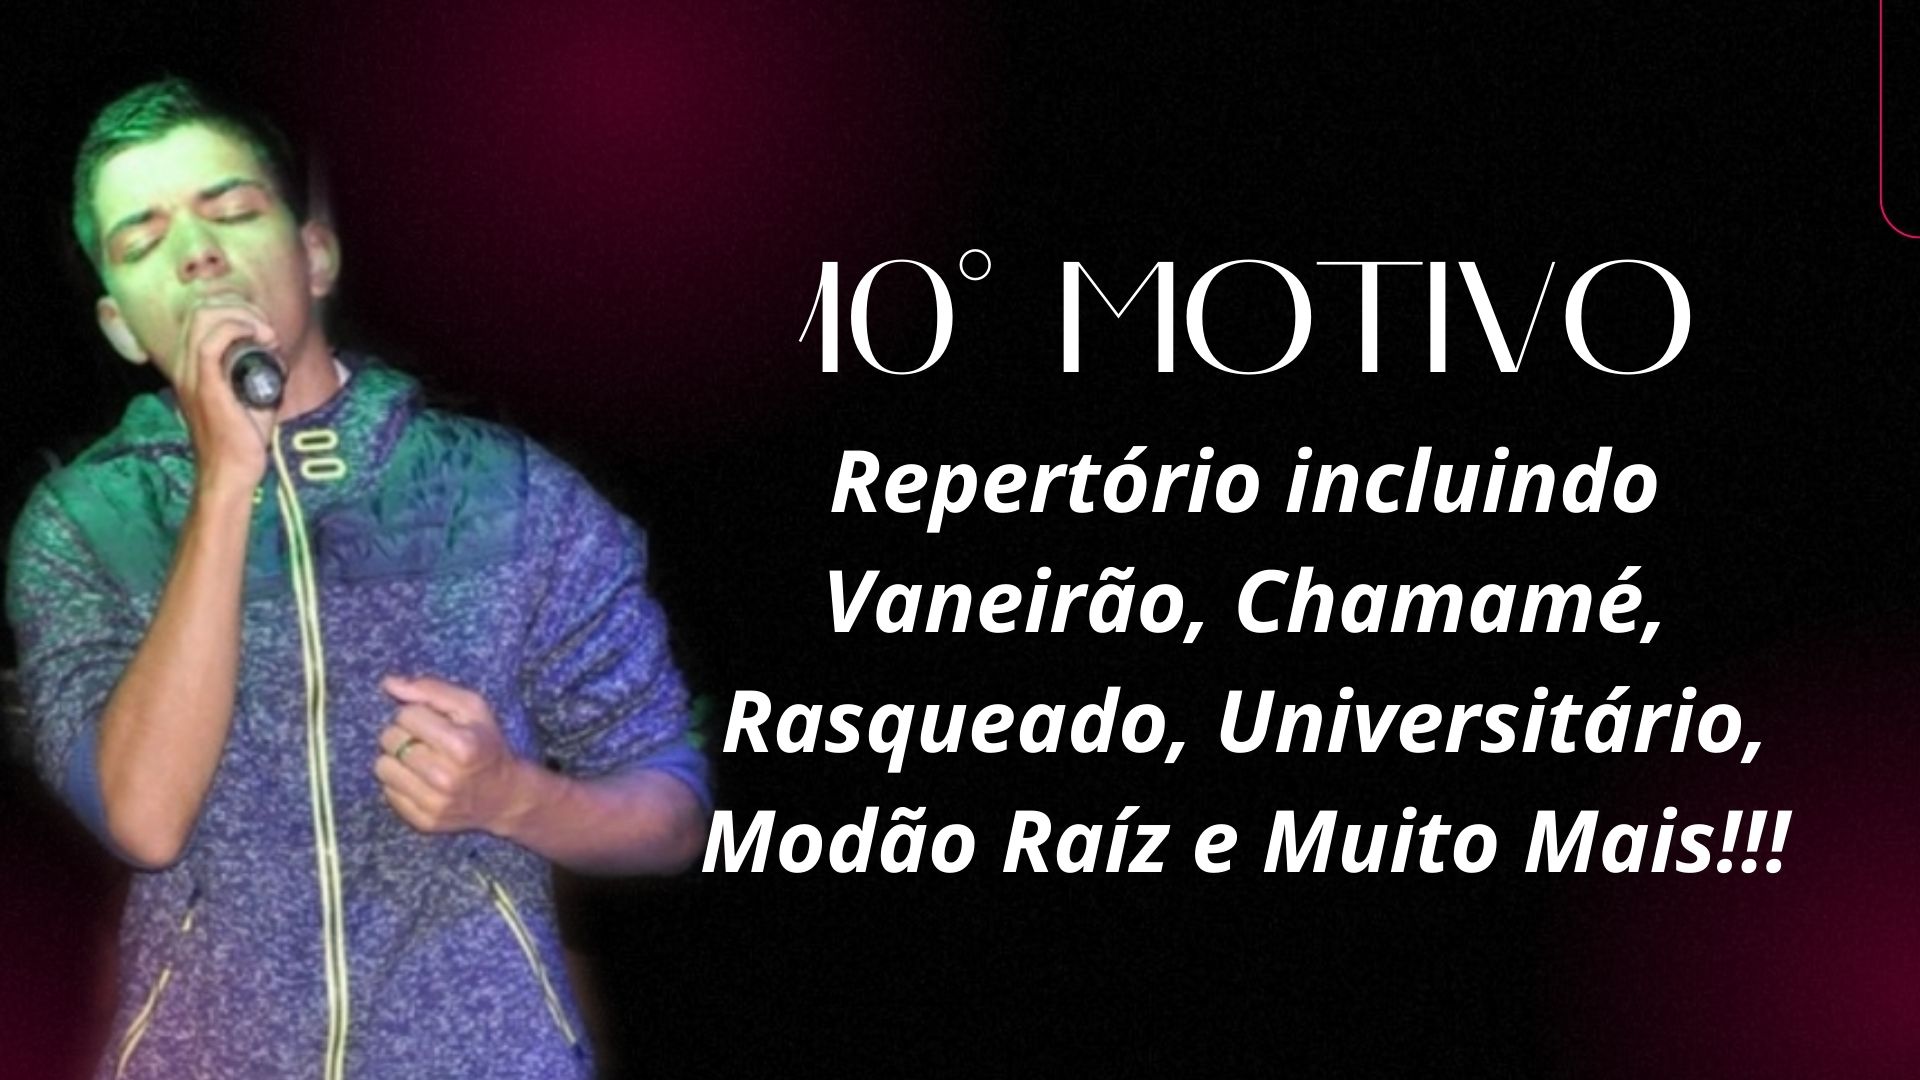 10° MOTIVO
Repertório incluindo
Vaneirão, Chamamé,
Rasqueado, Universitário,
Modão Raíz e Muito Mais!!!